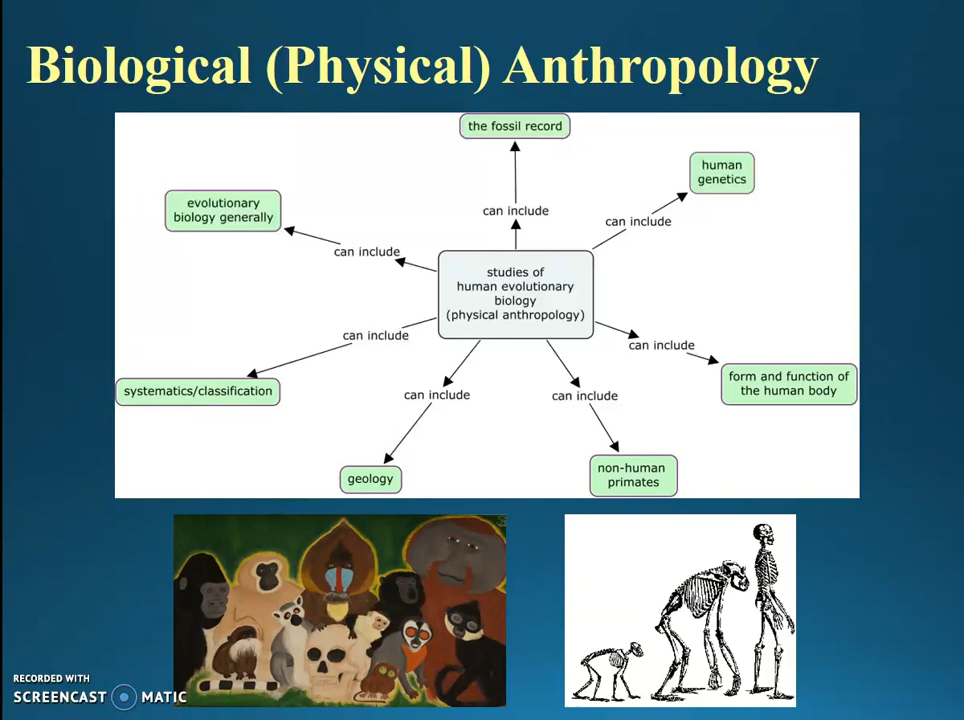 Biological (Physical) Anthropology
the fossil record
human
genetics
can include
can include
evolutionary
biology generally
can include
studies of
human evolutionary
biology
(physical anthropology)
can include
can include
systematics/classification
form and function of
the human body
can include
can include
geology
non-human
primates
RECORDED WITH
SCREENCAST MATIC